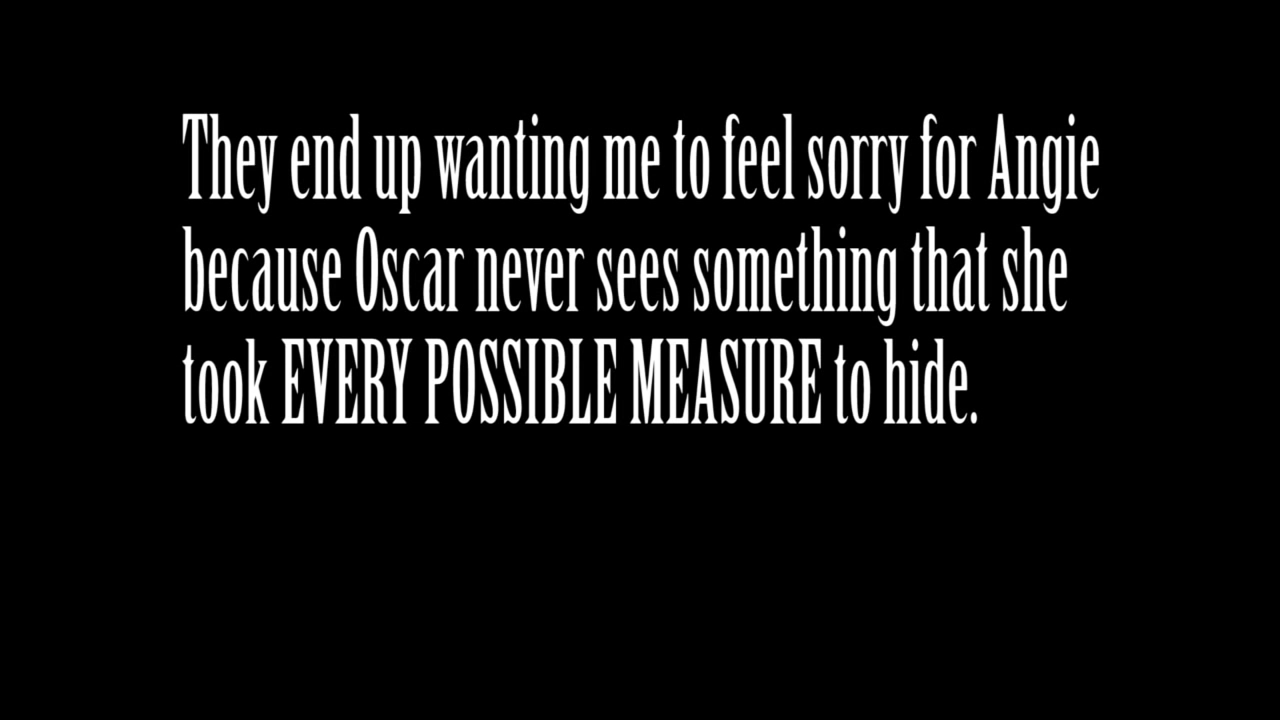 They end up wanting me to feel sorry for Angie
because Oscar never sees something that she
took EVERY POSSIBLE MEASURE to hide.